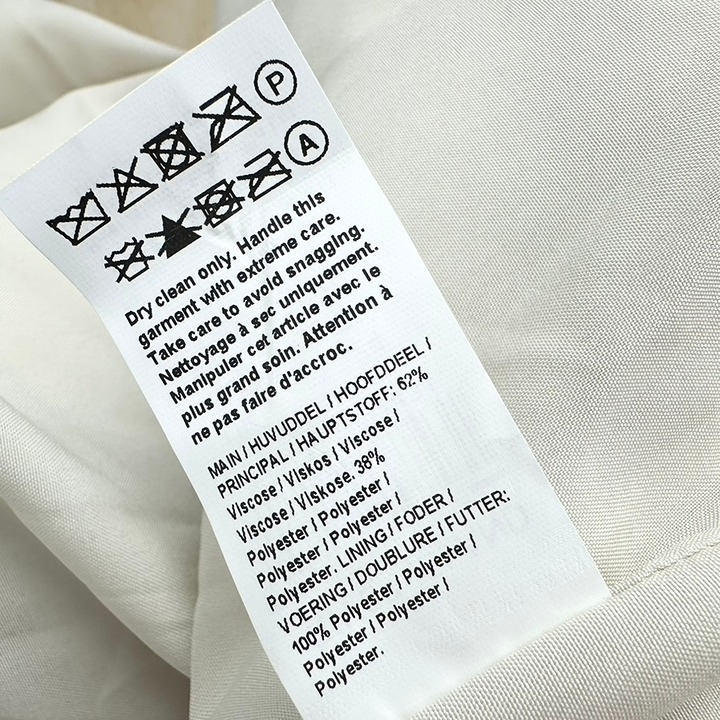 P
A
Dry clean only. Handle this
garment with extreme care.
Take care to avoid snagging.
Nettoyage à sec uniquement.
Manipuler cet article avec le
plus grand soin. Attention à
ne pas faire d'accroc.
MAIN / HUVUDDEL / HOOFDDEEL /
PRINCIPAL / HAUPTSTOFF: 62%
Viscose / Viskos / Viscose /
Viscose / Viskose, 38%
Polyester / Polyester /
Polyester / Polyester /
Polyester. LINING / FODER /
VOERING / DOUBLURE / FUTTER:
100% Polyester / Polyester /
Polyester / Polyester /
Polyester.